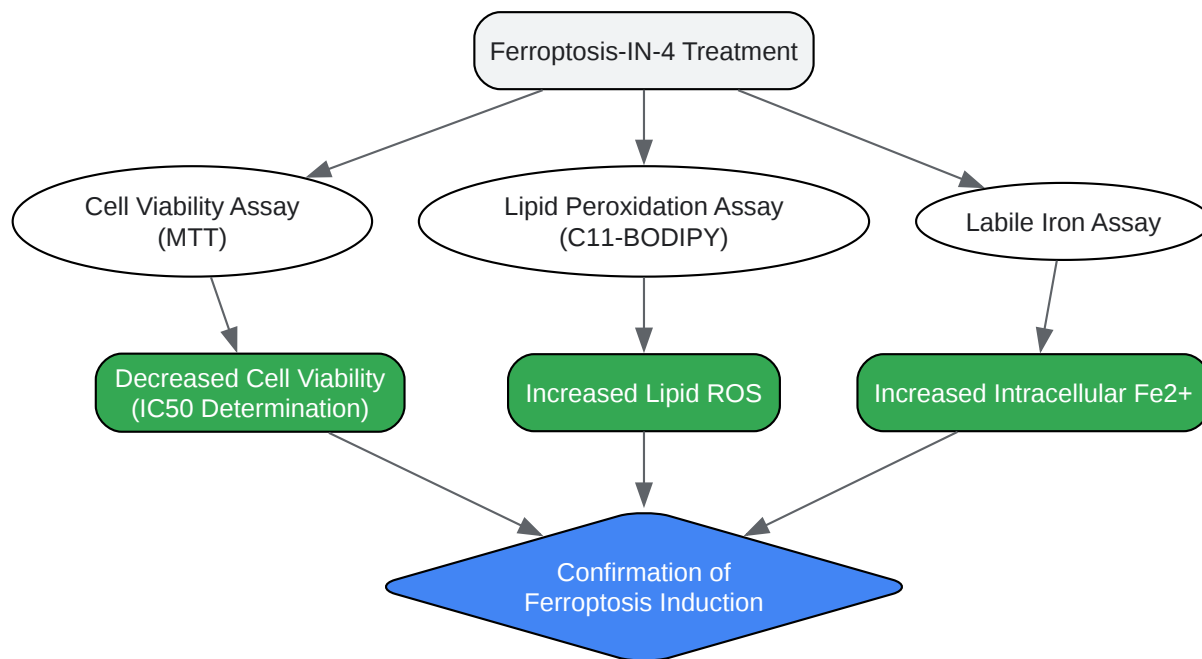 Ferroptosis-IN-4 Treatment
Cell Viability Assay
(MTT)
Lipid Peroxidation Assay
(C11-BODIPY)
Labile Iron Assay
Decreased Cell Viability
(IC50 Determination)
Increased Lipid ROS
Increased Intracellular Fe2+
Confirmation of
Ferroptosis Induction